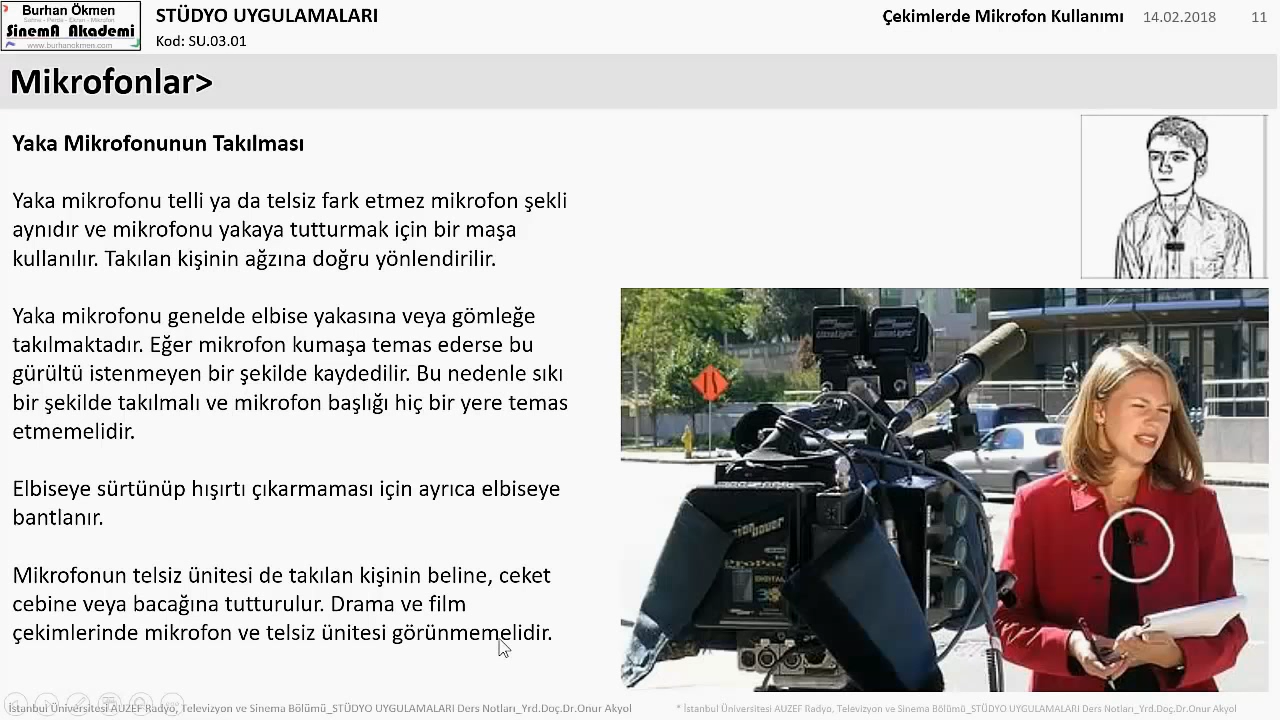 Burhan Ökmen
Sahne - Perde - Ekran - Mikrofon
SinemA Akademi
www.burhanokmen.com
STÜDYO UYGULAMALARI
Kod: SU.03.01
Çekimlerde Mikrofon Kullanımı 14.02.2018 11
Mikrofonlar>
Yaka Mikrofonunun Takılması
Yaka mikrofonu telli ya da telsiz fark etmez mikrofon şekli
aynıdır ve mikrofonu yakaya tutturmak için bir maşa
kullanılır. Takılan kişinin ağzına doğru yönlendirilir.
Yaka mikrofonu genelde elbise yakasına veya gömleğe
takılmaktadır. Eğer mikrofon kumaşa temas ederse bu
gürültü istenmeyen bir şekilde kaydedilir. Bu nedenle sıkı
bir şekilde takılmalı ve mikrofon başlığı hiç bir yere temas
etmemelidir.
Elbiseye sürtünüp hışırtı çıkarmaması için ayrıca elbiseye
bantlanır.
Mikrofonun telsiz ünitesi de takılan kişinin beline, ceket
cebine veya bacağına tutturulur. Drama ve film
çekimlerinde mikrofon ve telsiz ünitesi görünmemelidir.
DIGITAL
İstanbul Üniversitesi AUZEF Radyo, Televizyon ve Sinema Bölümü_STÜDYO UYGULAMALARI Ders Notları_Yrd.Doç.Dr.Onur Akyol
* İstanbul Üniversitesi AUZEF Radyo, Televizyon ve Sinema Bölümü_STÜDYO UYGULAMALARI Ders Notları_Yrd.Doç.Dr.Onur Akyol